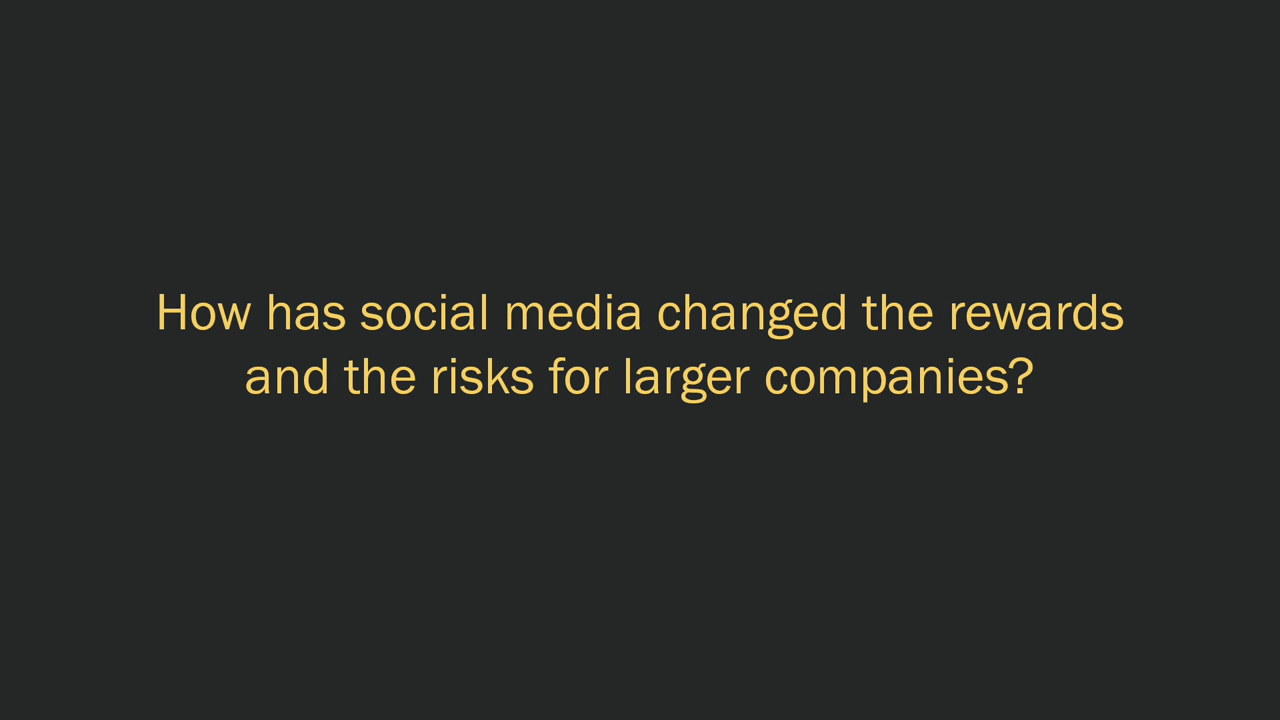 How has social media changed the rewards
and the risks for larger companies?